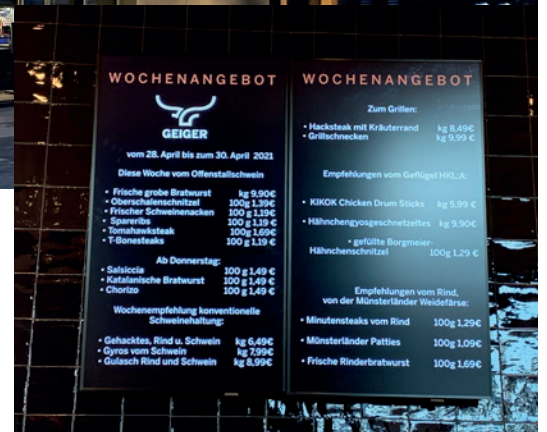 WOCHENANGEBOT
GEIGER
vom 28. April bis zum 30. April 2021
Diese Woche vom Offenstallschwein
• Frische grobe Bratwurst kg 9,90€
• Oberschalenschnitzel 100g 1,39€
• Frischer Schweinenacken 100 g 1,19€
• Spareribs 100 g 1,19€
• Tomahawksteak 100g 1,69€
• T-Bonesteaks 100 g 1,19 €
Ab Donnerstag:
• Salsiccia 100 g 1,49 €
• Katalanische Bratwurst 100 g 1,49 €
• Chorizo 100 g 1,49 €
Wochenempfehlung konventionelle
Schweinehaltung:
• Gehacktes, Rind u. Schwein kg 6,49€
• Gyros vom Schwein kg 7,99€
• Gulasch Rind und Schwein kg 8,99€
WOCHENANGEBOT
Zum Grillen:
• Hacksteak mit Kräuterrand kg 8,49€
• Grillschnecken kg 9,99 €
Empfehlungen vom Geflügel HKL:A:
• KIKOK Chicken Drum Sticks kg 5,99 €
• Hähnchengyosgeschnetzeltes kg 9,90€
• gefüllte Borgmeier-
Hähnchenschnitzel 100g 1,29 €
Empfehlungen vom Rind,
von der Münsterländer Weidefärse:
• Minutensteaks vom Rind 100g 1,29€
• Münsterländer Patties 100g 1,09€
• Frische Rinderbratwurst 100g 1,69€